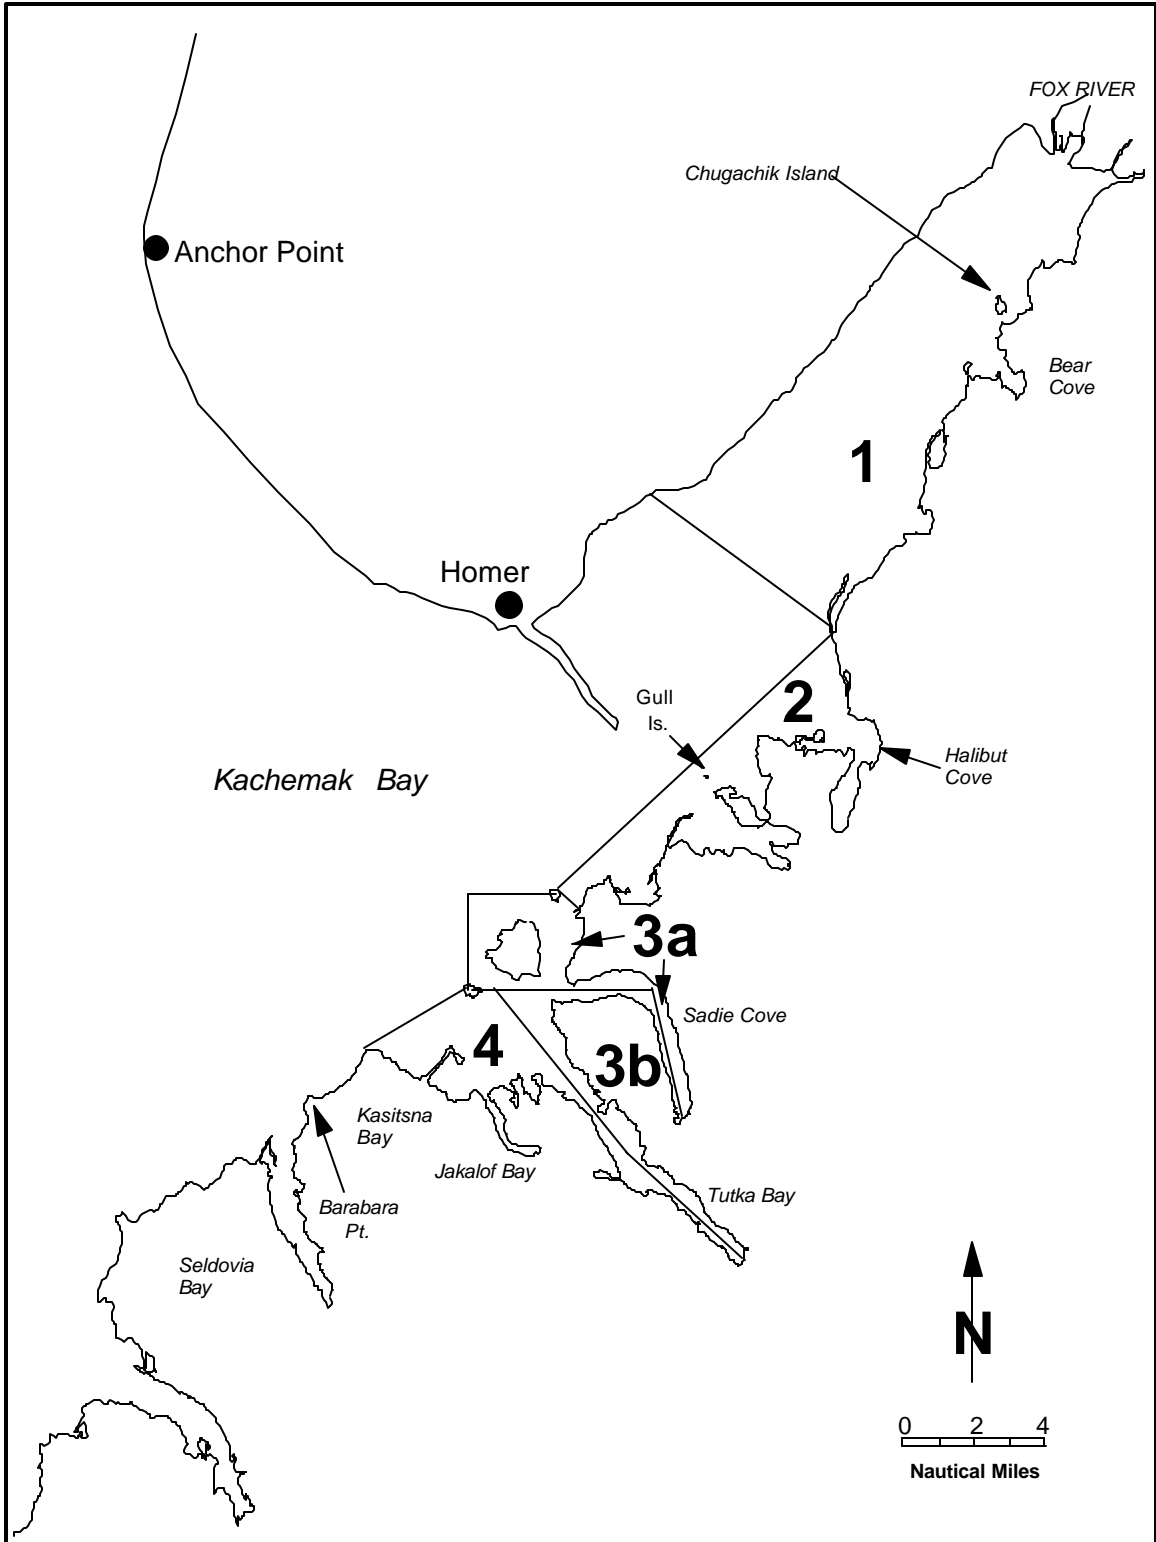 FOX RIVER
Chugachik Island
Anchor Point
Bear
Cove
1
Homer
2
Gull
Is.
Halibut
Cove
Kachemak Bay
3a
Sadie Cove
4
3b
Kasitsna
Bay
Jakalof Bay
Tutka Bay
Barabara
Pt.
Seldovia
Bay
N
0 2 4
Nautical Miles